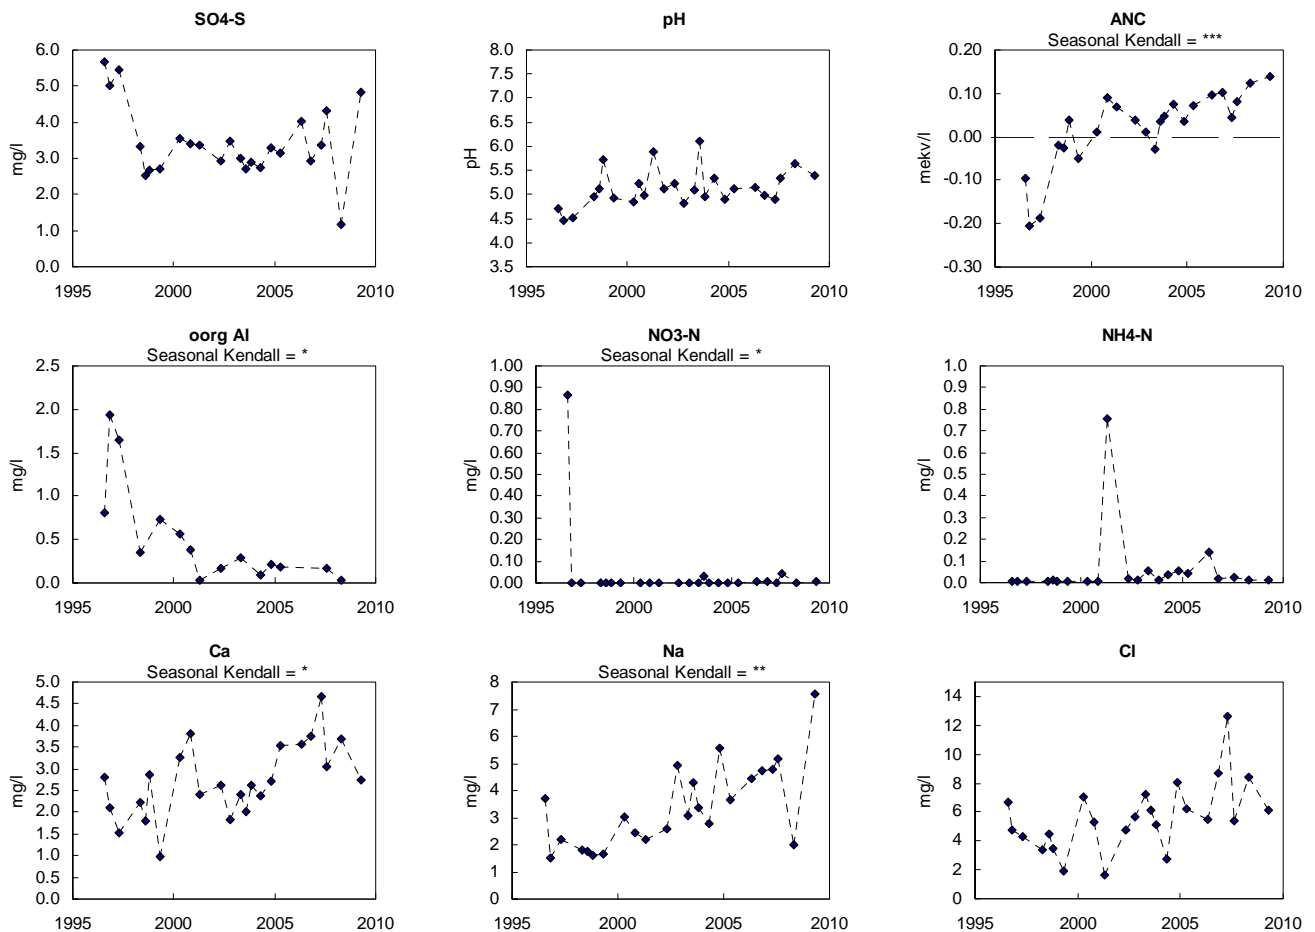 SO4-S
6.0
5.0
4.0
3.0
2.0
1.0
0.0
mg/l
1995 2000 2005 2010
pH
8.0
7.5
7.0
6.5
6.0
5.5
5.0
4.5
4.0
3.5
pH
1995 2000 2005 2010
ANC
Seasonal Kendall = ***
0.20
0.10
0.00
-0.10
-0.20
-0.30
mekv/l
1995 2000 2005 2010
oorg Al
Seasonal Kendall = *
2.5
2.0
1.5
1.0
0.5
0.0
mg/l
1995 2000 2005 2010
NO3-N
Seasonal Kendall = *
1.00
0.90
0.80
0.70
0.60
0.50
0.40
0.30
0.20
0.10
0.00
mg/l
1995 2000 2005 2010
NH4-N
1.0
0.9
0.8
0.7
0.6
0.5
0.4
0.3
0.2
0.1
0.0
mg/l
1995 2000 2005 2010
Ca
Seasonal Kendall = *
5.0
4.5
4.0
3.5
3.0
2.5
2.0
1.5
1.0
0.5
0.0
mg/l
1995 2000 2005 2010
Na
Seasonal Kendall = **
8
7
6
5
4
3
2
1
0
mg/l
1995 2000 2005 2010
Cl
14
12
10
8
6
4
2
0
mg/l
1995 2000 2005 2010